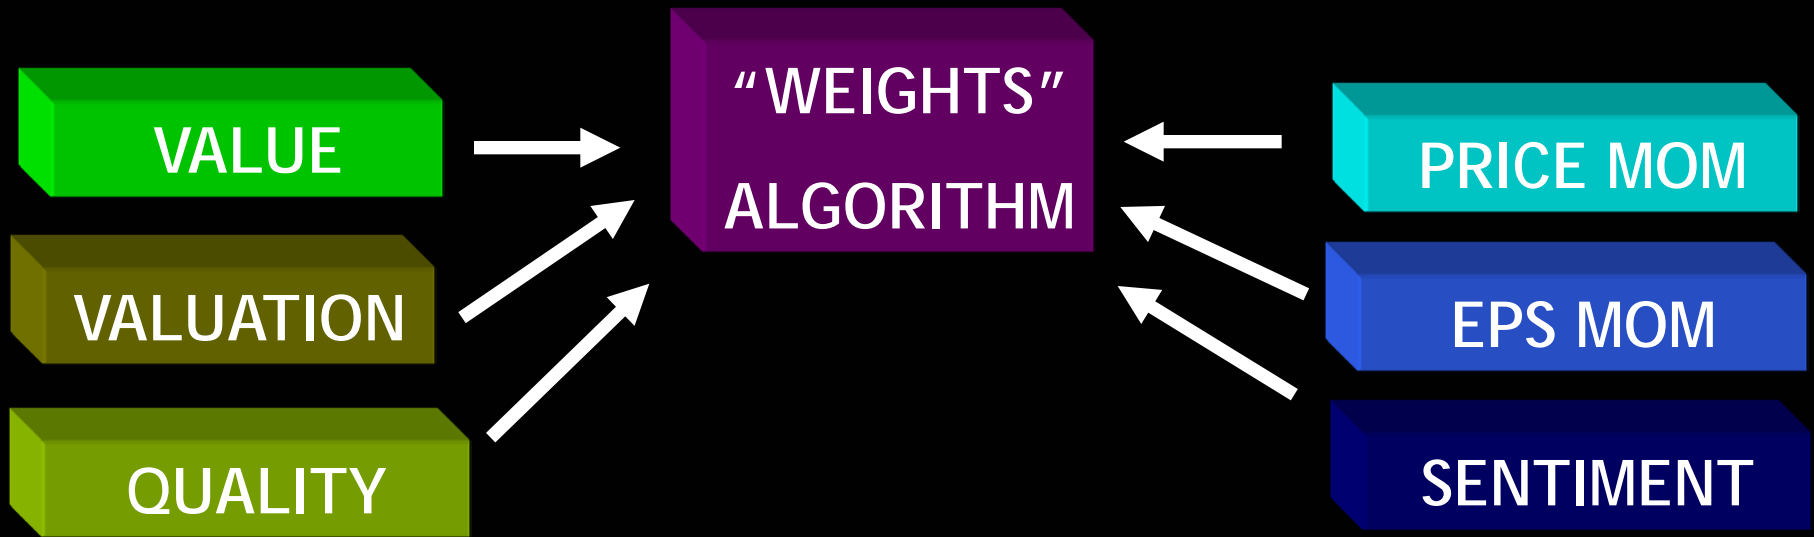 VALUE
VALUATION
QUALITY
“WEIGHTS”
ALGORITHM
PRICE MOM
EPS MOM
SENTIMENT